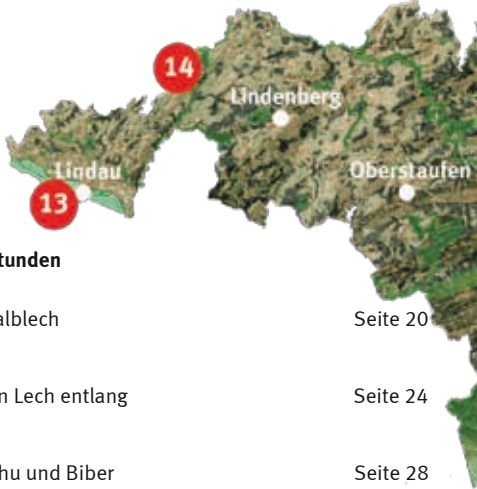 14
Lindenberg
Lindau
Oberstaufen
13
tunden
alblech Seite 20
n Lech entlang Seite 24
hu und Biber Seite 28